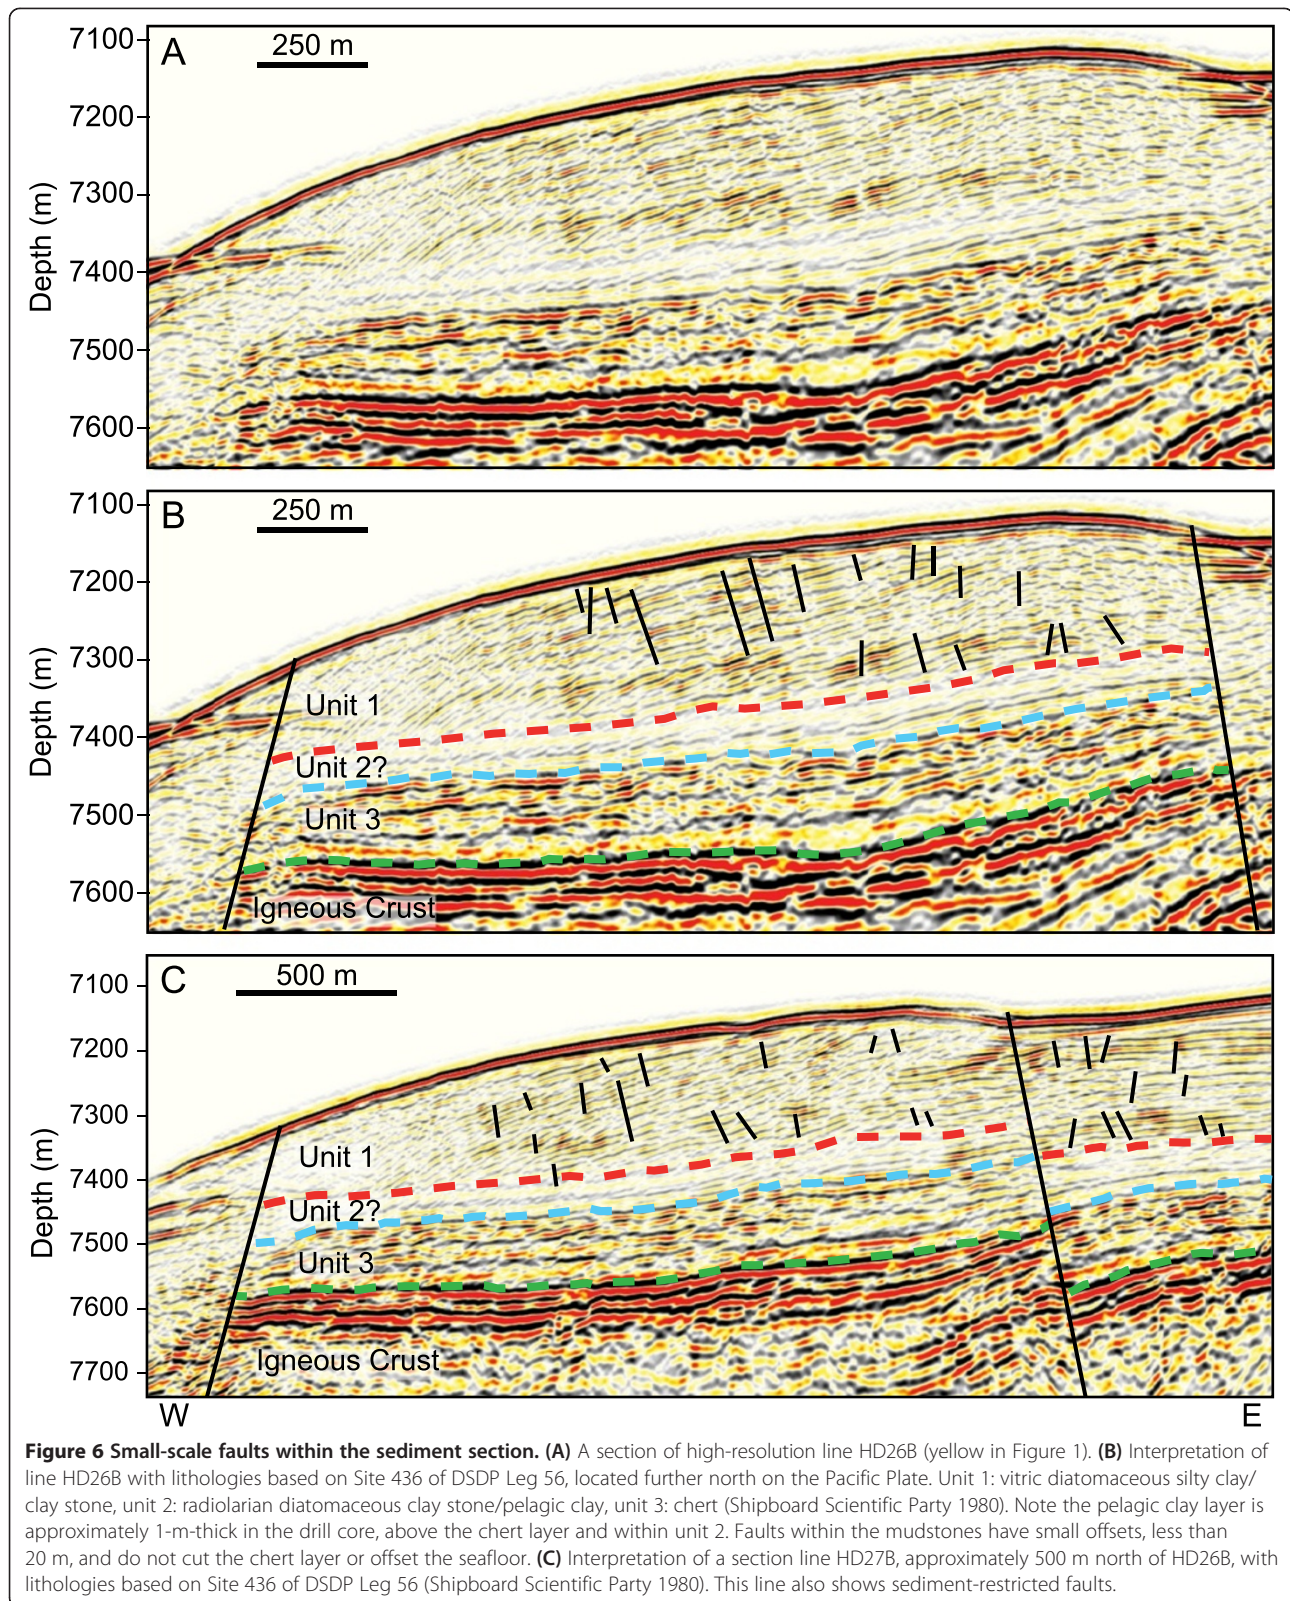 A
250 m
7100
7200
7300
7400
7500
7600
Depth (m)
B
250 m
7100
7200
7300
7400
7500
7600
Depth (m)
Unit 1
Unit 2?
Unit 3
Igneous Crust
C
500 m
7100
7200
7300
7400
7500
7600
7700
Depth (m)
Unit 1
Unit 2?
Unit 3
Igneous Crust
W
E
Figure 6 Small-scale faults within the sediment section. (A) A section of high-resolution line HD26B (yellow in Figure 1). (B) Interpretation of
line HD26B with lithologies based on Site 436 of DSDP Leg 56, located further north on the Pacific Plate. Unit 1: vitric diatomaceous silty clay/
clay stone, unit 2: radiolarian diatomaceous clay stone/pelagic clay, unit 3: chert (Shipboard Scientific Party 1980). Note the pelagic clay layer is
approximately 1-m-thick in the drill core, above the chert layer and within unit 2. Faults within the mudstones have small offsets, less than
20 m, and do not cut the chert layer or offset the seafloor. (C) Interpretation of a section line HD27B, approximately 500 m north of HD26B, with
lithologies based on Site 436 of DSDP Leg 56 (Shipboard Scientific Party 1980). This line also shows sediment-restricted faults.